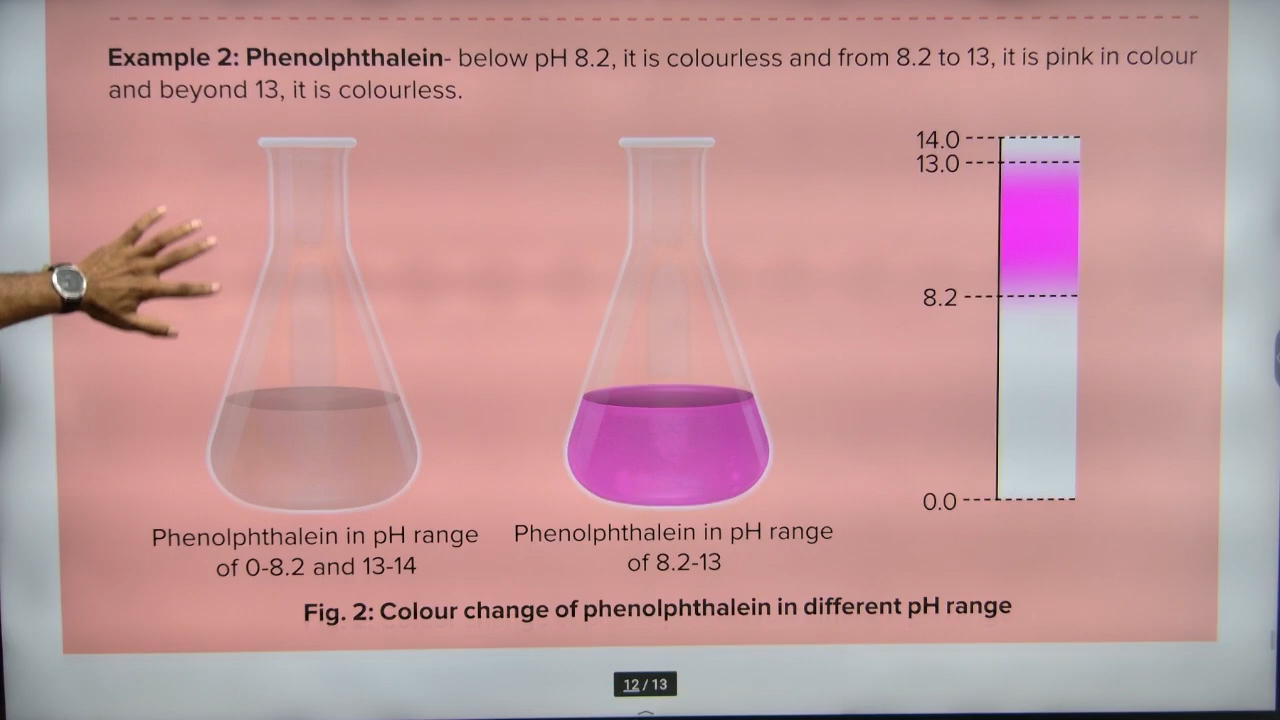 Example 2: Phenolphthalein- below pH 8.2, it is colourless and from 8.2 to 13, it is pink in colour
and beyond 13, it is colourless.
14.0
13.0
8.2
0.0
Phenolphthalein in pH range
of 0-8.2 and 13-14
Phenolphthalein in pH range
of 8.2-13
Fig. 2: Colour change of phenolphthalein in different pH range
12 / 13